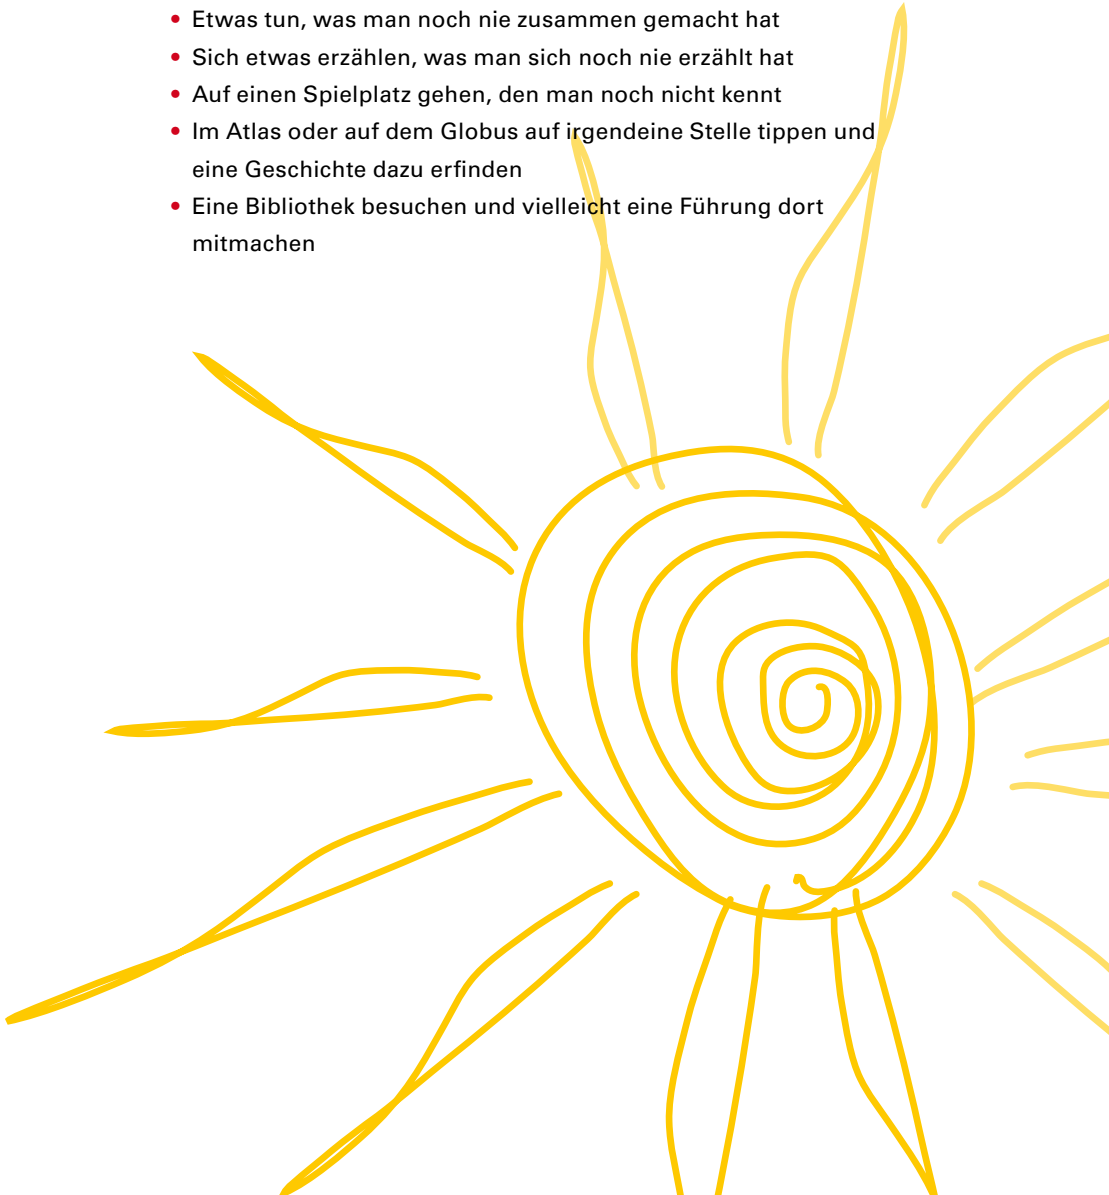 • Etwas tun, was man noch nie zusammen gemacht hat
• Sich etwas erzählen, was man sich noch nie erzählt hat
• Auf einen Spielplatz gehen, den man noch nicht kennt
• Im Atlas oder auf dem Globus auf irgendeine Stelle tippen und
eine Geschichte dazu erfinden
• Eine Bibliothek besuchen und vielleicht eine Führung dort
mitmachen